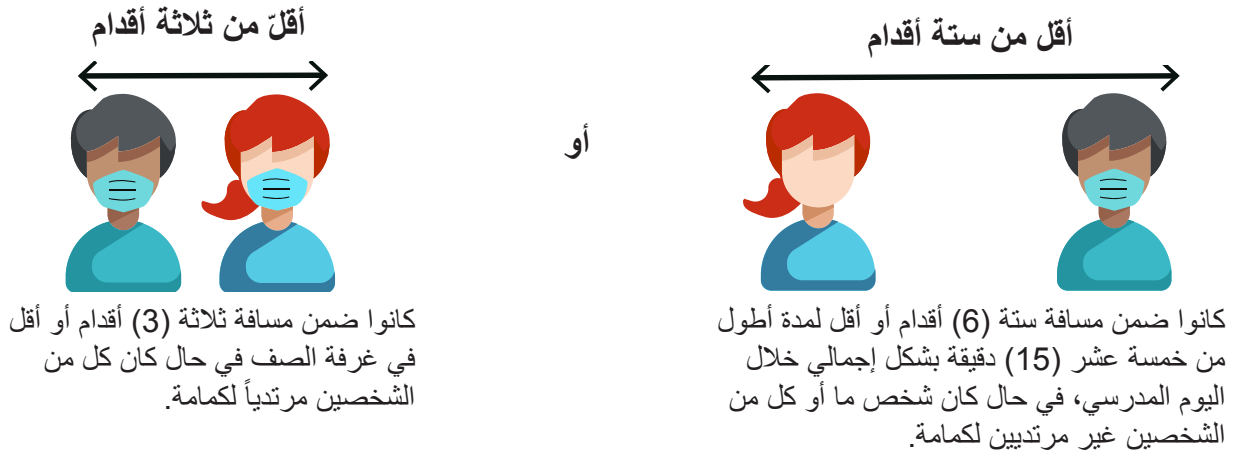 أقل من ستة أقدام
كانوا ضمن مسافة ستة (6) أقدام أو أقل لمدة أطول
من خمسة عشر (15) دقيقة بشكل إجمالي خلال
اليوم المدرسي، في حال كان شخص ما أو كل من
الشخصين غير مرتديين لكمامة.
أو
أقلّ من ثلاثة أقدام
كانوا ضمن مسافة ثلاثة (3) أقدام أو أقل
في غرفة الصف في حال كان كل من
الشخصين مرتدياً لكمامة.